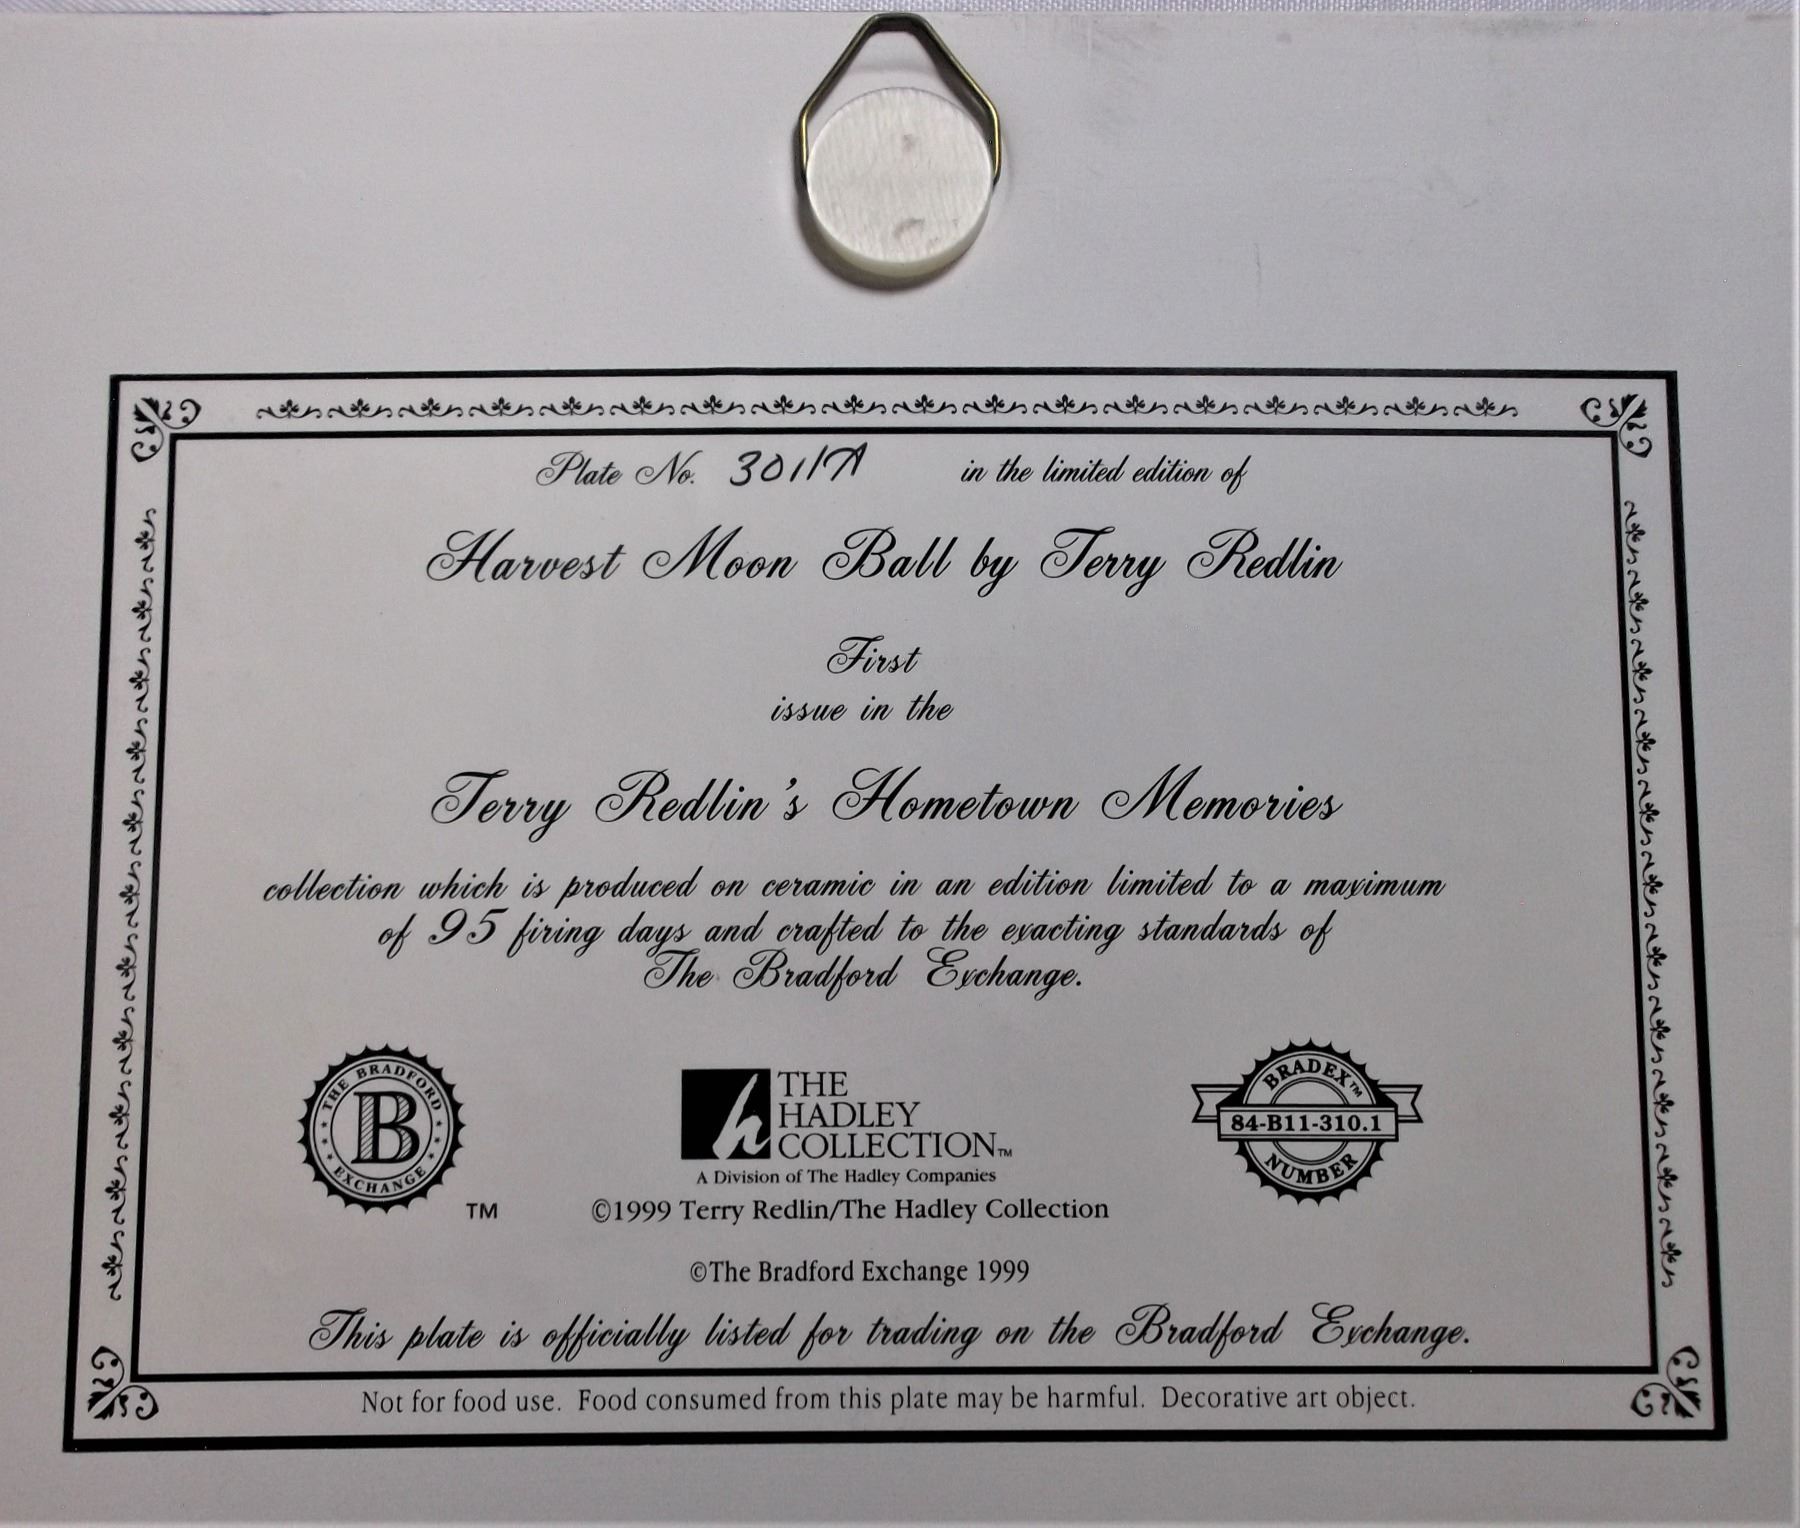 Plate No. 3011A in the limited edition of
Harvest Moon Ball by Terry Redlin
First
issue in the
Terry Redlin's Hometown Memories
collection which is produced on ceramic in an edition limited to a maximum
of 95 firing days and crafted to the exacting standards of
The Bradford Exchange.
THE BRADFORD
B
EXCHANGE
TM
h
THE
HADLEY
COLLECTION™
A Division of The Hadley Companies
©1999 Terry Redlin/The Hadley Collection
BRADEX™
84-B11-310.1
NUMBER
©The Bradford Exchange 1999
This plate is officially listed for trading on the Bradford Exchange.
Not for food use. Food consumed from this plate may be harmful. Decorative art object.